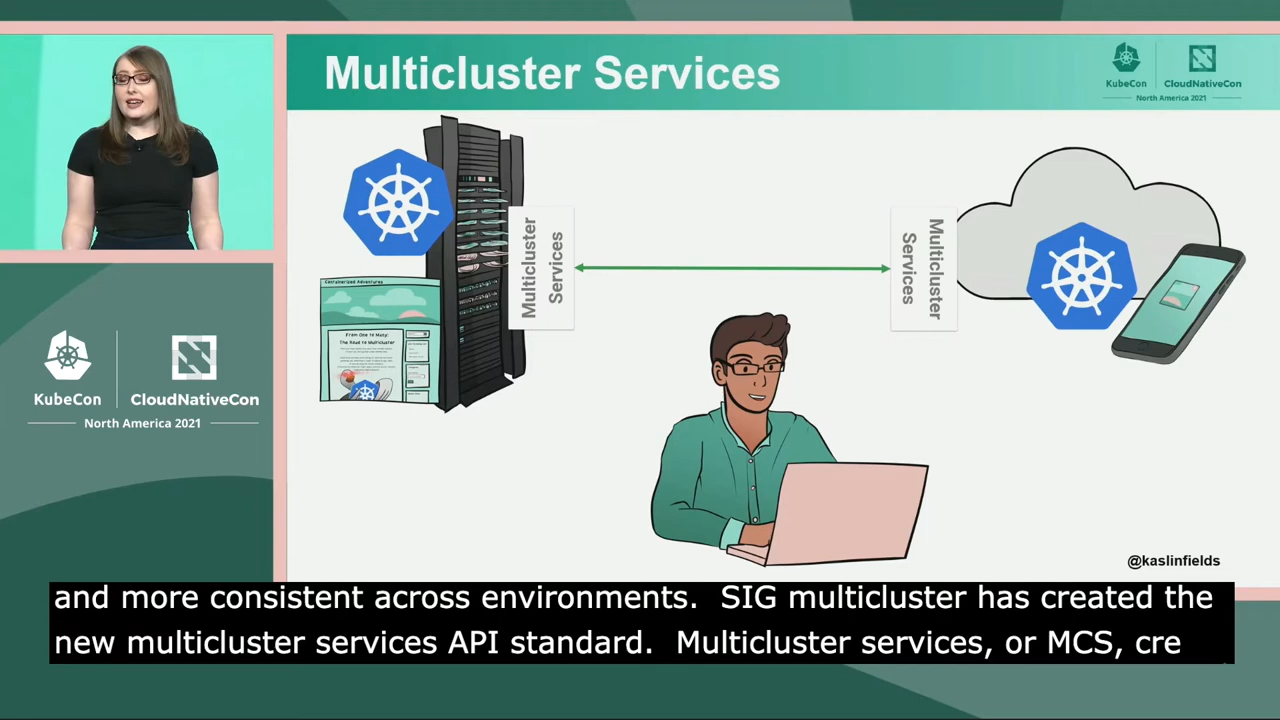 Multicluster Services
KubeCon
CloudNativeCon
North America 2021
Multicluster
Services
Multicluster
Services
Containerized Adventures
From One to Many:
The Road to Multicluster
KubeCon
CloudNativeCon
North America 2021
@kaslinfields
and more consistent across environments.  SIG multicluster has created the
new multicluster services API standard.  Multicluster services, or MCS, cre